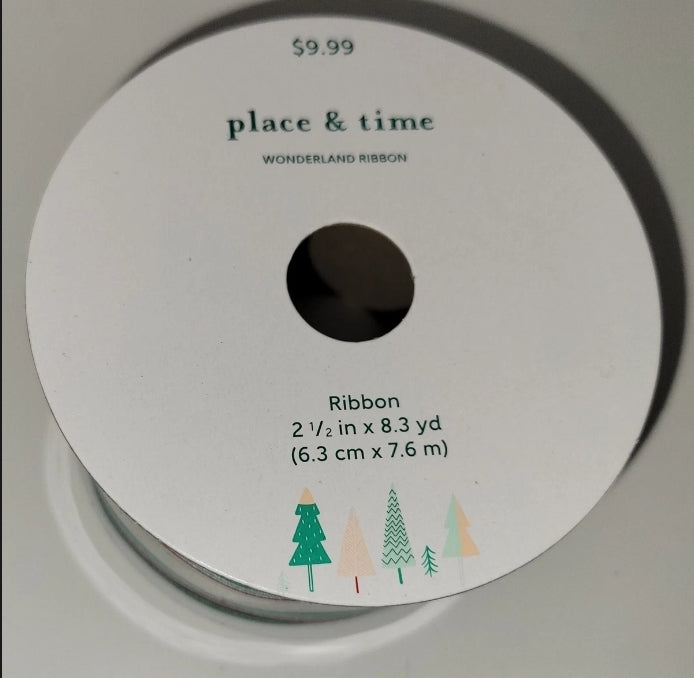 $9.99
place & time
WONDERLAND RIBBON
Ribbon
2 1/2 in x 8.3 yd
(6.3 cm x 7.6 m)